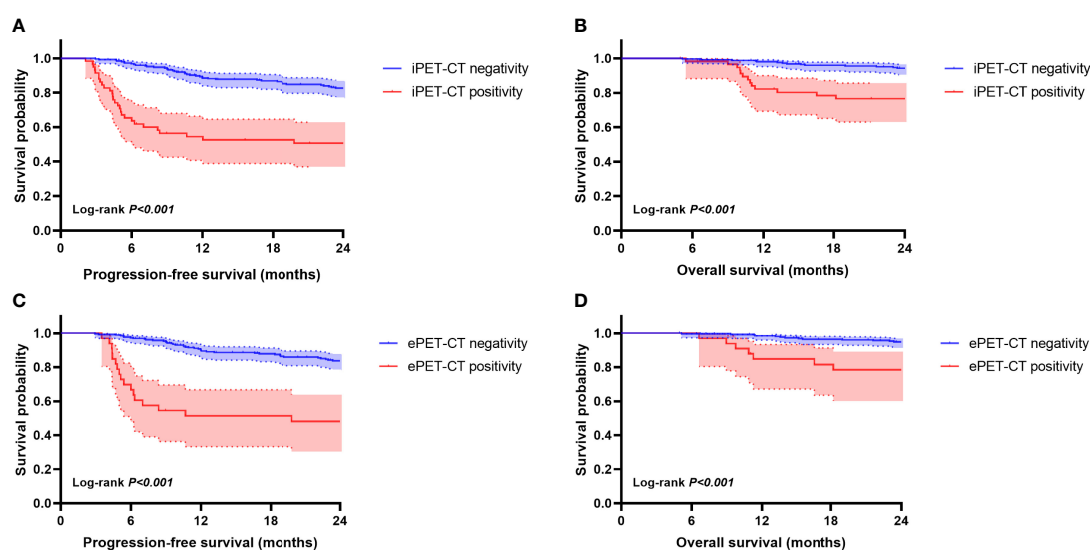 A
Survival probability
1.0
0.8
0.6
0.4
0.2
0.0
0
6
12
18
24
Log-rank P<0.001
Progression-free survival (months)
iPET-CT negativity
iPET-CT positivity
B
Survival probability
1.0
0.8
0.6
0.4
0.2
0.0
0
6
12
18
24
Log-rank P<0.001
Overall survival (months)
iPET-CT negativity
iPET-CT positivity
C
Survival probability
1.0
0.8
0.6
0.4
0.2
0.0
0
6
12
18
24
Log-rank P<0.001
Progression-free survival (months)
ePET-CT negativity
ePET-CT positivity
D
Survival probability
1.0
0.8
0.6
0.4
0.2
0.0
0
6
12
18
24
Log-rank P<0.001
Overall survival (months)
ePET-CT negativity
ePET-CT positivity